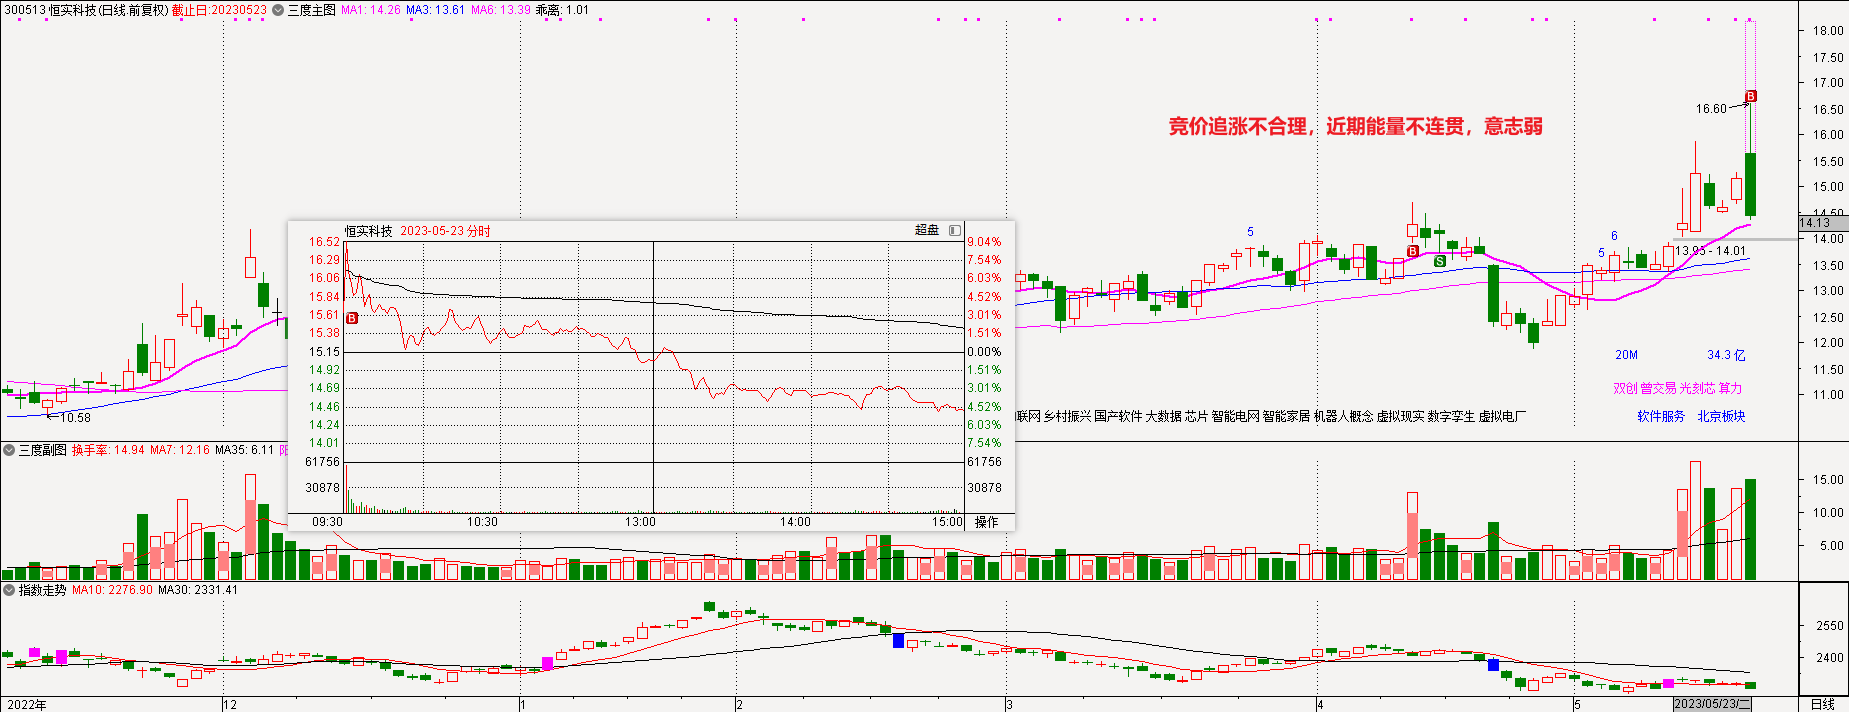 300513 恒实科技(日线.前复权) 截止日:20230523 三度主图 MA1: 14.26 MA3: 13.61 MA6: 13.39 乖离: 1.01
18.00
17.50
17.00
16.50
16.00
15.50
15.00
14.50
14.13
14.00
13.50
13.00
12.50
12.00
11.50
11.00
竞价追涨不合理，近期能量不连贯，意志弱
16.60
B
B
S
5
5
6
13.95 - 14.01
10.58
20M 34.3 亿
双创 曾交易 光刻芯 算力
联网 乡村振兴 国产软件 大数据 芯片 智能电网 智能家居 机器人概念 虚拟现实 数字孪生 虚拟电厂
软件服务 北京板块
恒实科技 2023-05-23 分时 超盘
16.52 9.04%
16.29 7.54%
16.06 6.03%
15.84 4.52%
15.61 3.01%
B
15.38 1.51%
15.15 0.00%
14.92 1.51%
14.69 3.01%
14.46 4.52%
14.24 6.03%
14.01 7.54%
61756 61756
30878 30878
09:30 10:30 13:00 14:00 15:00 操作
三度副图 换手率: 14.94 MA7: 12.16 MA35: 6.11
15.00
10.00
5.00
指数走势 MA10: 2276.90 MA30: 2331.41
2550
2400
2022年 12 1 2 3 4 5 2023/05/23/二 日线